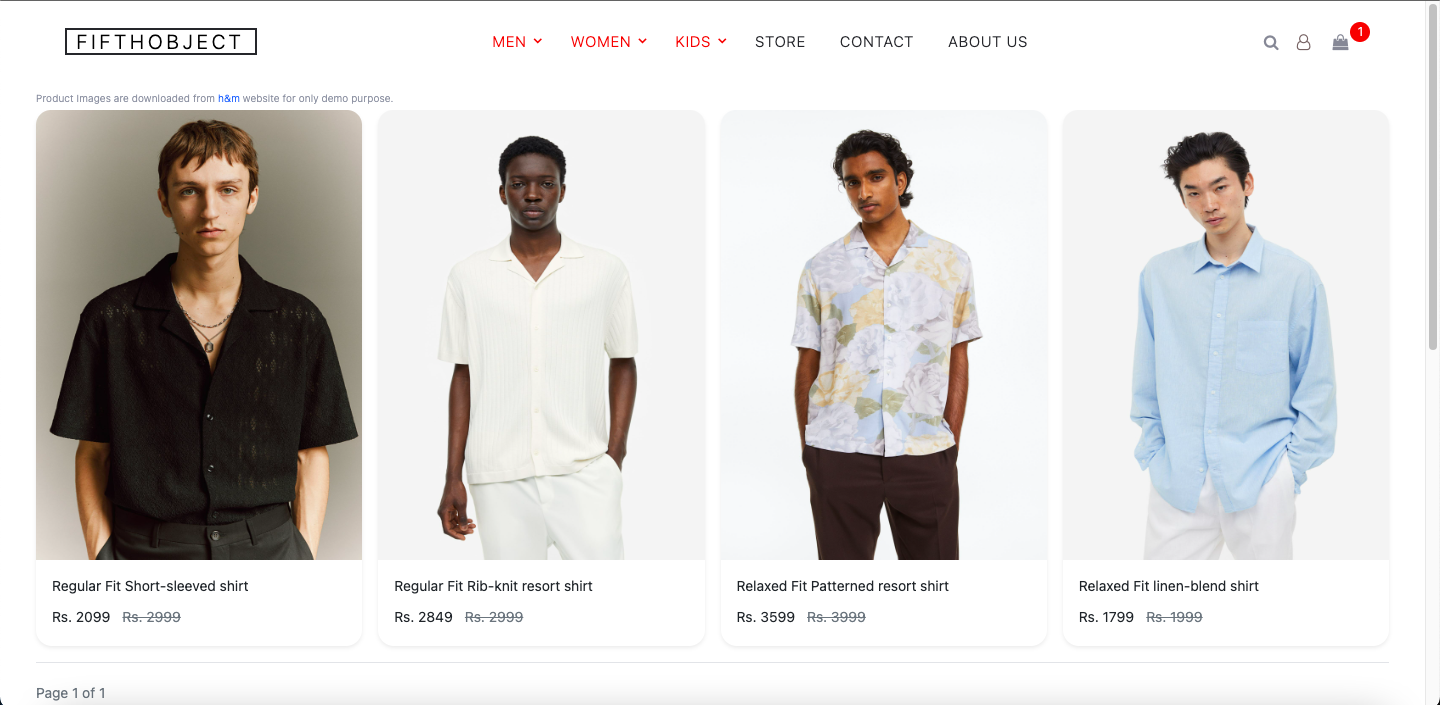 FIFTHOBJECT
MEN WOMEN KIDS STORE CONTACT ABOUT US
1
Product images are downloaded from h&m website for only demo purpose.
Regular Fit Short-sleeved shirt
Rs. 2099 Rs. 2999
Regular Fit Rib-knit resort shirt
Rs. 2849 Rs. 2999
Relaxed Fit Patterned resort shirt
Rs. 3599 Rs. 3999
Relaxed Fit linen-blend shirt
Rs. 1799 Rs. 1999
Page 1 of 1